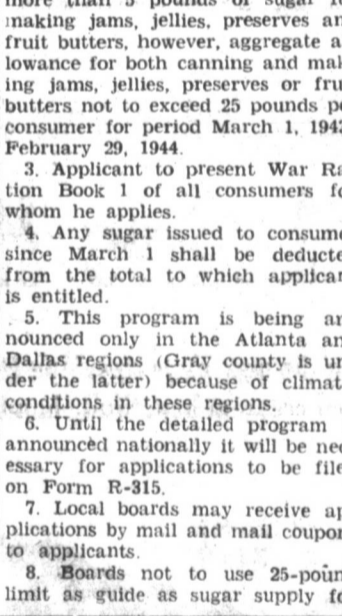 more than 5 pounds of sugar fo
making jams, jellies, preserves an
fruit butters, however, aggregate a
lowance for both canning and mak
ing jams, jellies, preserves or fru
butters not to exceed 25 pounds p
consumer for period March 1, 194
February 29, 1944.
3. Applicant to present War Ra
tion Book 1 of all consumers fo
whom he applies.
4. Any sugar issued to consume
since March 1 shall be deducte
from the total to which applican
is entitled.
5. This program is being an
nounced only in the Atlanta an
Dallas regions (Gray county is un
der the latter) because of climat
conditions in these regions.
6. Until the detailed program
announced nationally it will be nec
essary for applications to be file
on Form R-315.
7. Local boards may receive ap
plications by mail and mail coupon
to applicants.
8. Boards not to use 25-poun
limit as guide as sugar supply fo